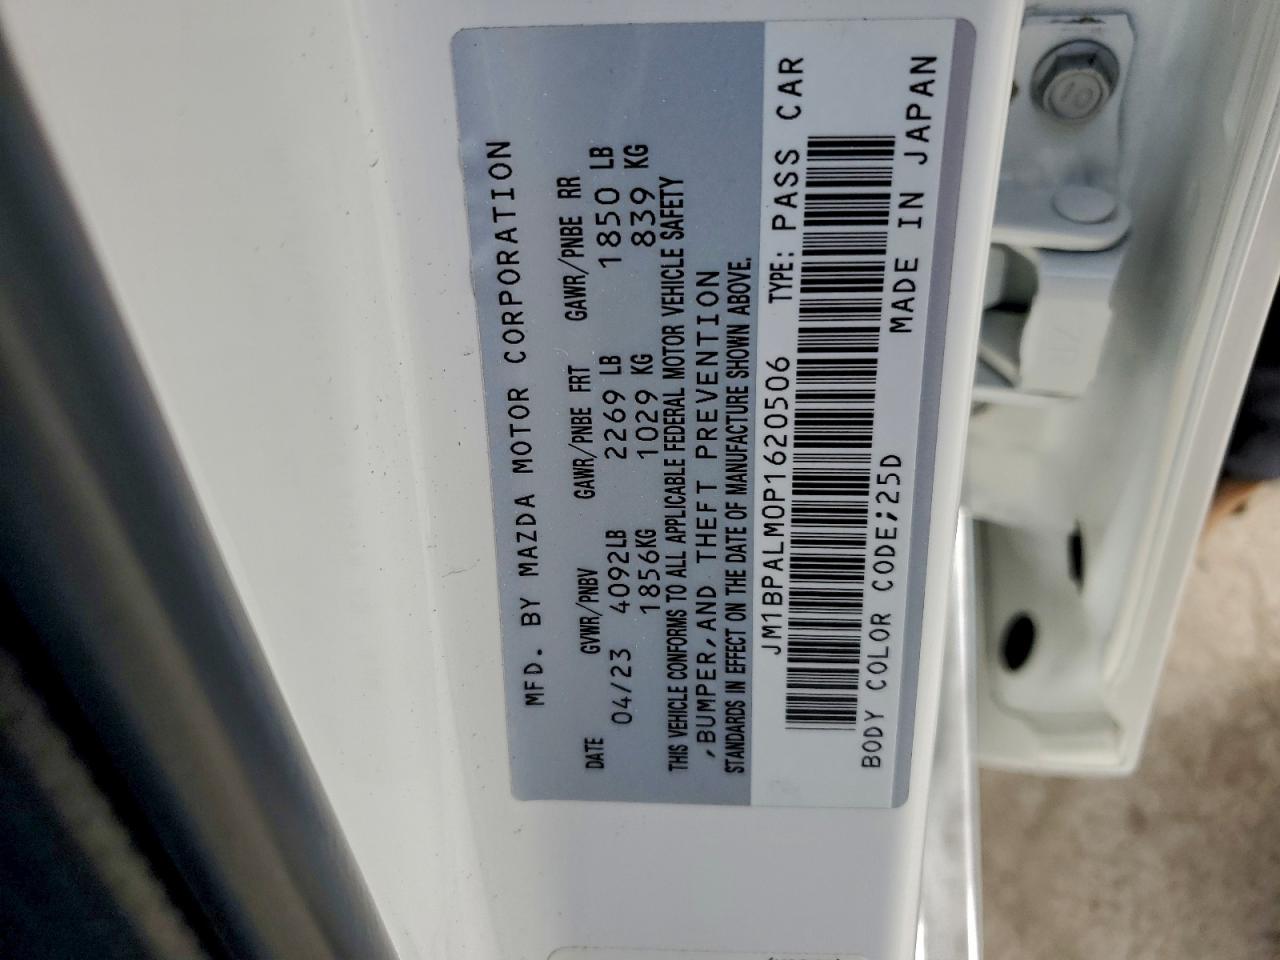 MFD. BY MAZDA MOTOR CORPORATION
DATE GVWR/PNBV GAWR/PNBE FRT GAWR/PNBE RR
04/23 4092LB 2269 LB 1850 LB
1856KG 1029 KG 839 KG
THIS VEHICLE CONFORMS TO ALL APPLICABLE FEDERAL MOTOR VEHICLE SAFETY
,BUMPER,AND THEFT PREVENTION
STANDARDS IN EFFECT ON THE DATE OF MANUFACTURE SHOWN ABOVE.
JM1BPALM0P1620506 TYPE: PASS CAR
BODY COLOR CODE;25D MADE IN JAPAN
10